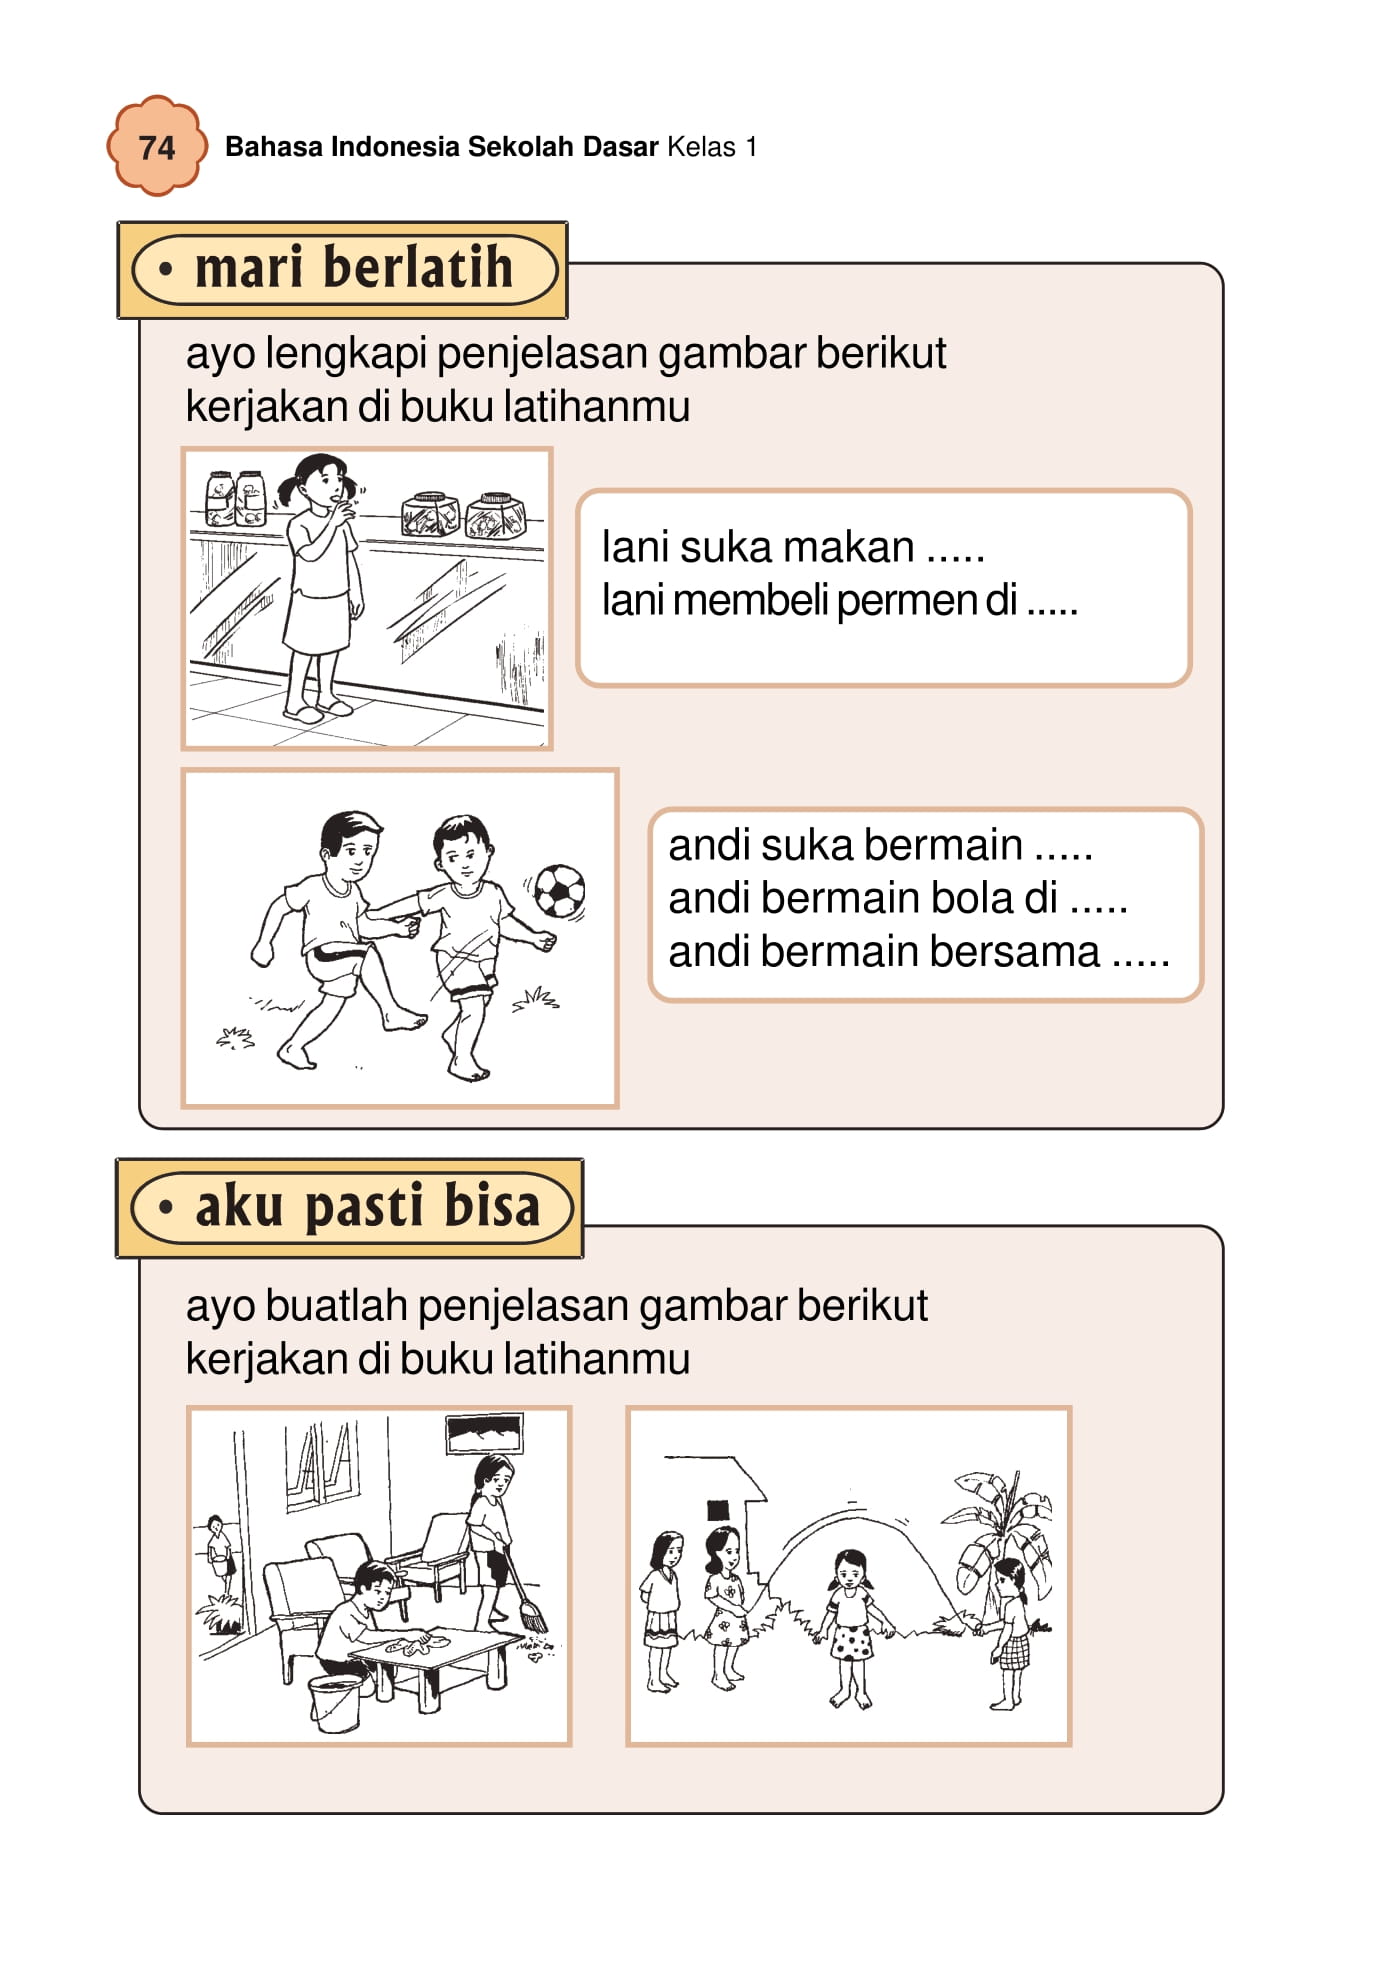 74
Bahasa Indonesia Sekolah Dasar Kelas 1
• mari berlatih
ayo lengkapi penjelasan gambar berikut
kerjakan di buku latihanmu
lani suka makan .....
lani membeli permen di .....
andi suka bermain .....
andi bermain bola di .....
andi bermain bersama .....
• aku pasti bisa
ayo buatlah penjelasan gambar berikut
kerjakan di buku latihanmu